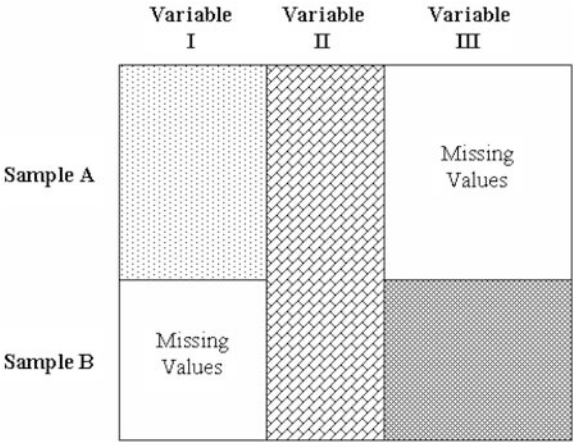 Variable Variable Variable
I II III
Sample A
Missing
Values
Sample B
Missing
Values